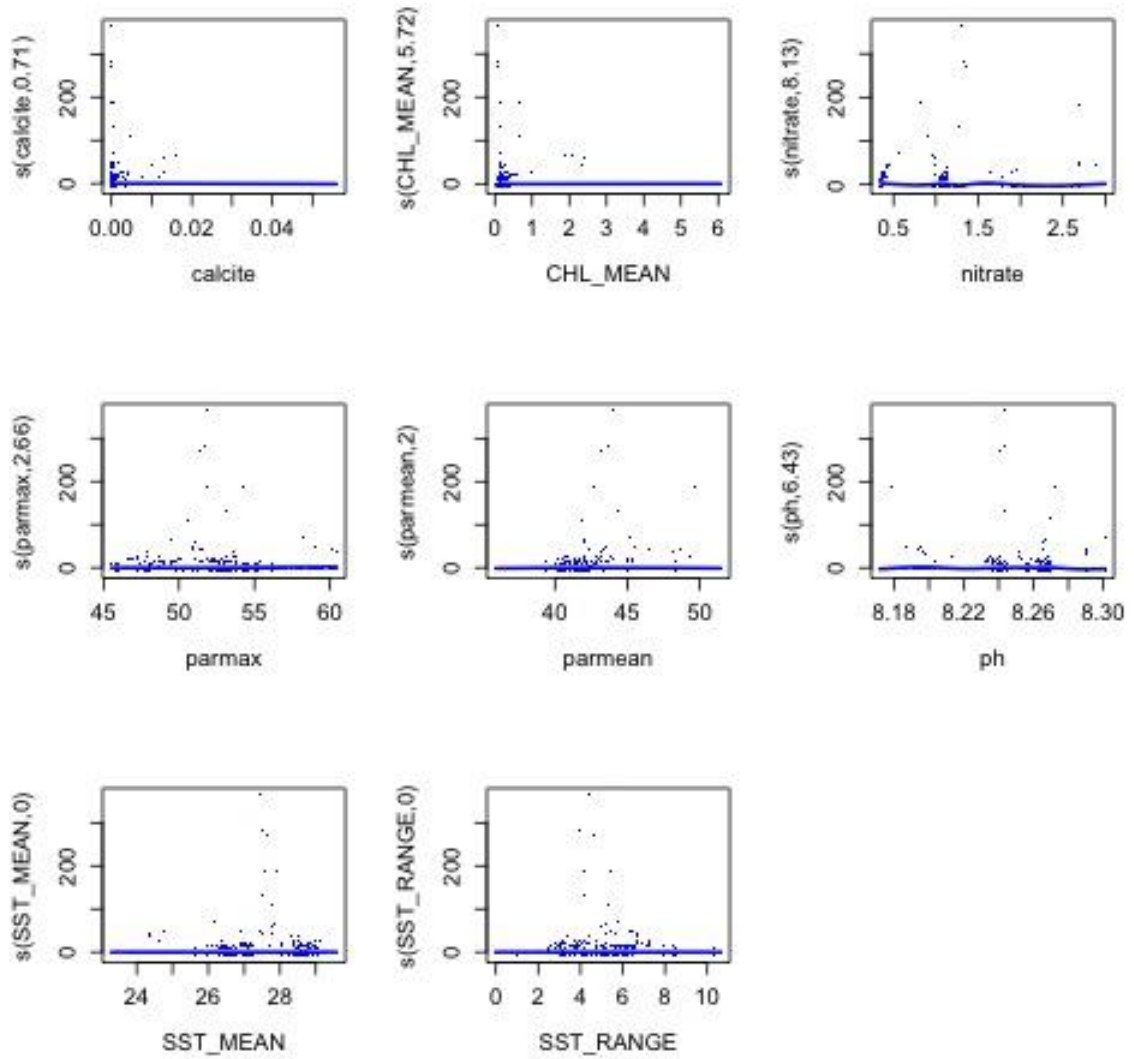 s(calcite,0.71)
200
0
0.00 0.02 0.04
calcite
s(CHL_MEAN,5.72)
200
0
0 1 2 3 4 5 6
CHL_MEAN
s(nitrate,8.13)
200
0
0.5 1.5 2.5
nitrate
s(parmax,2.66)
200
0
45 50 55 60
parmax
s(parmean,2)
200
0
40 45 50
parmean
s(ph,6.43)
200
0
8.18 8.22 8.26 8.30
ph
s(SST_MEAN,0)
200
0
24 26 28
SST_MEAN
s(SST_RANGE,0)
200
0
0 2 4 6 8 10
SST_RANGE